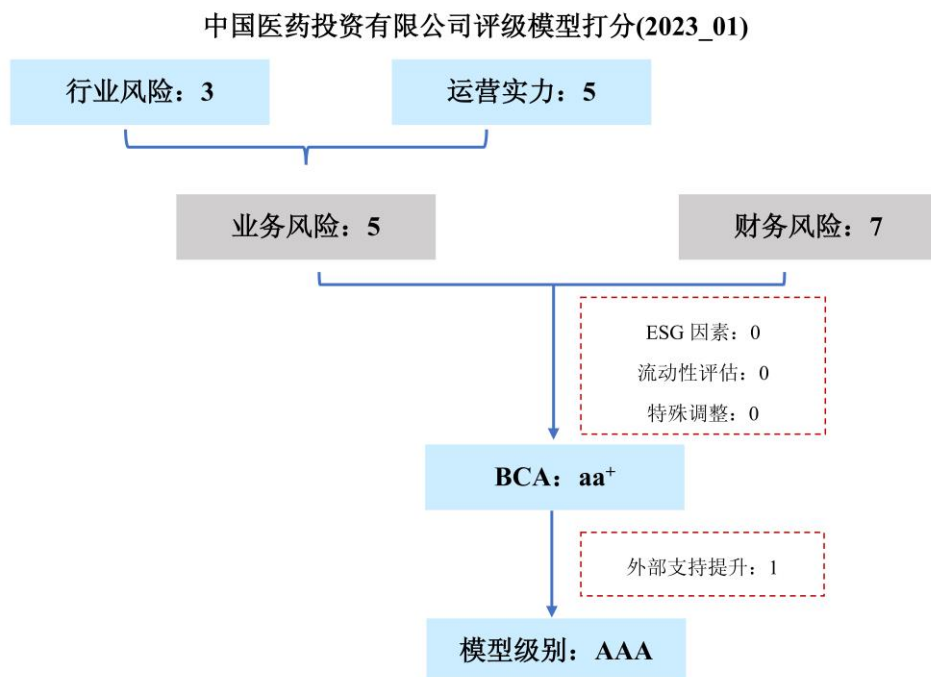 中国医药投资有限公司评级模型打分(2023_01)
行业风险：3
运营实力：5
业务风险：5
财务风险：7
ESG 因素：0
流动性评估：0
特殊调整：0
BCA：aa⁺
外部支持提升：1
模型级别：AAA